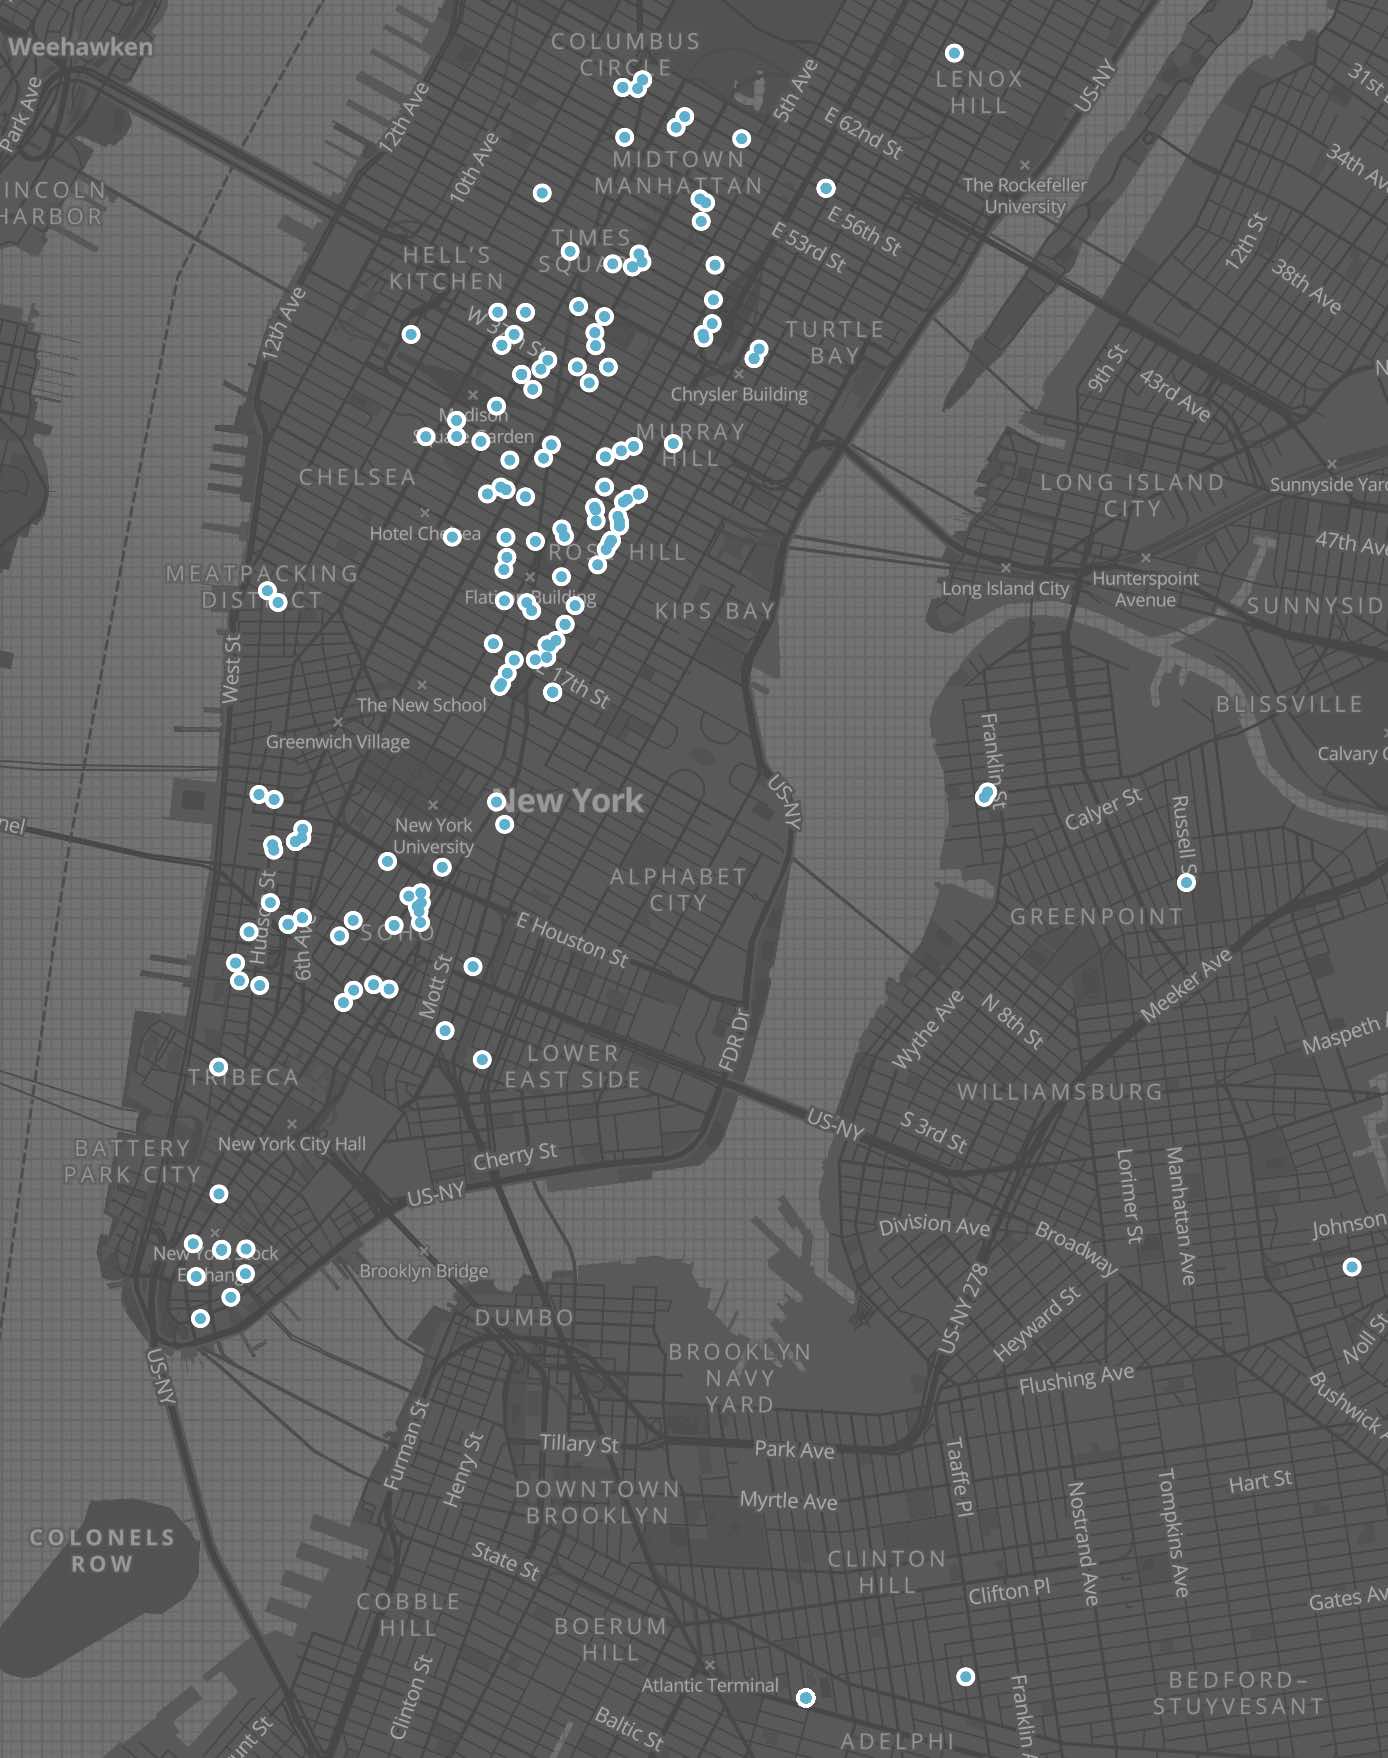 COLUMBUS
CIRCLE
Weehawken
LENOX
HILL
5th Ave
US-NY
31st
12th Ave
Park Ave
E 62nd St
10th Ave
MIDTOWN
MANHATTAN
34th Av
INCOLN
HARBOR
The Rockefeller
University
E 56th St
12th St
TIMES
SQUA
E 53rd St
HELL'S
KITCHEN
38th Ave
12th Ave
W 3
th St
TURTLE
BAY
9th St
43rd Ave
N
Chrysler Building
Madison
Square Garden
MURRAY
HILL
CHELSEA
LONG ISLAND
CITY
Sunnyside Yard
Hotel Chelsea
ROSE HILL
47th Ave
MEATPACKING
DISTRICT
Long Island City
Hunterspoint
Avenue
Flatiron Building
KIPS BAY
SUNNYSID
West St
17th St
The New School
BLISSVILLE
Greenwich Village
Franklin St
Calvary C
US-NY
New York
Calyer St
Russell S
nel
New York
University
ALPHABET
CITY
GREENPOINT
Hudson St
6th Ave
SOHO
E Houston St
Mott St
Meeker Ave
Wythe Ave
N 8th St
FDR Dr
Maspeth A
LOWER
EAST SIDE
TRIBECA
WILLIAMSBURG
US-NY
S 3rd St
New York City Hall
BATTERY
PARK CITY
Cherry St
US-NY
Lorimer St
Manhattan Ave
Division Ave
Broadway
Johnson
New York Stock
Exchange
Brooklyn Bridge
US-NY 278
Heyward St
DUMBO
Noll St
BROOKLYN
NAVY
YARD
US-NY
Flushing Ave
Bushwick A
Furman St
Henry St
Tillary St
Park Ave
Taaffe Pl
Nostrand Ave
Tompkins Ave
Hart St
DOWNTOWN
BROOKLYN
Myrtle Ave
COLONELS
ROW
State St
CLINTON
HILL
Clifton Pl
Gates Av
COBBLE
HILL
BOERUM
HILL
Clinton St
Atlantic Terminal
BEDFORD–
STUYVESANT
Franklin A
Baltic St
unt St
ADELPHI